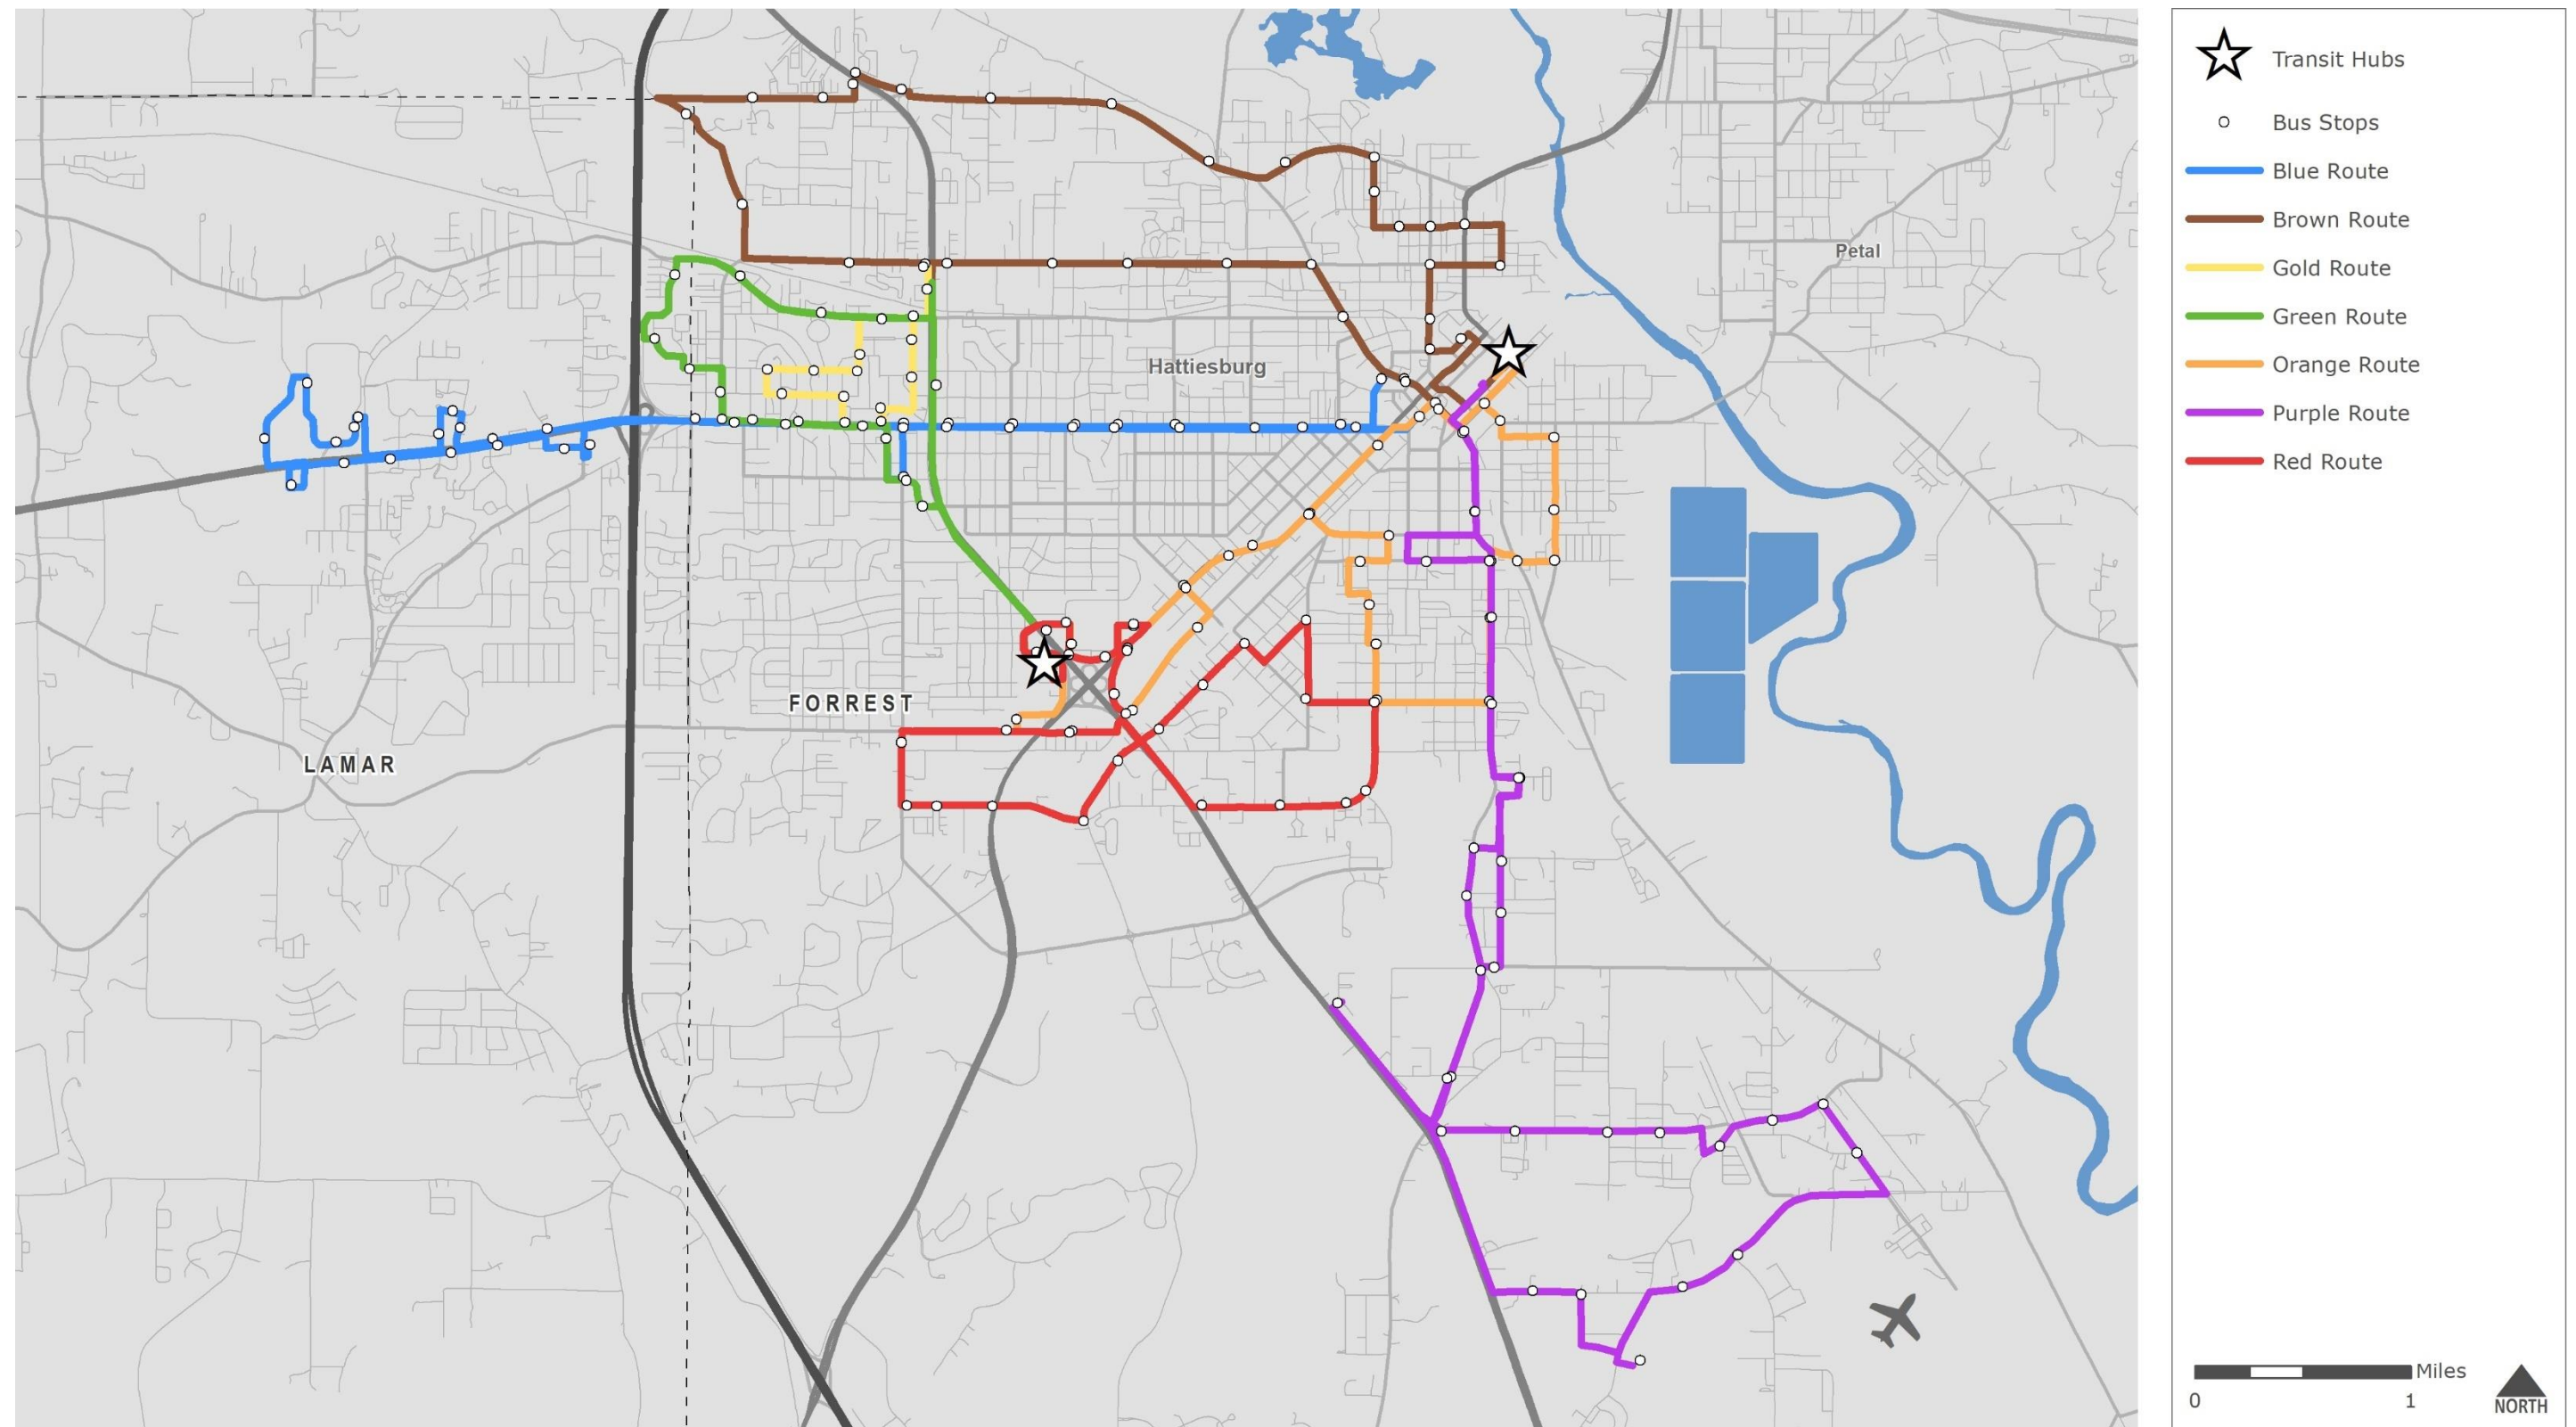 Petal
Hattiesburg
FORREST
LAMAR
Transit Hubs
Bus Stops
Blue Route
Brown Route
Gold Route
Green Route
Orange Route
Purple Route
Red Route
Miles
0 1
NORTH